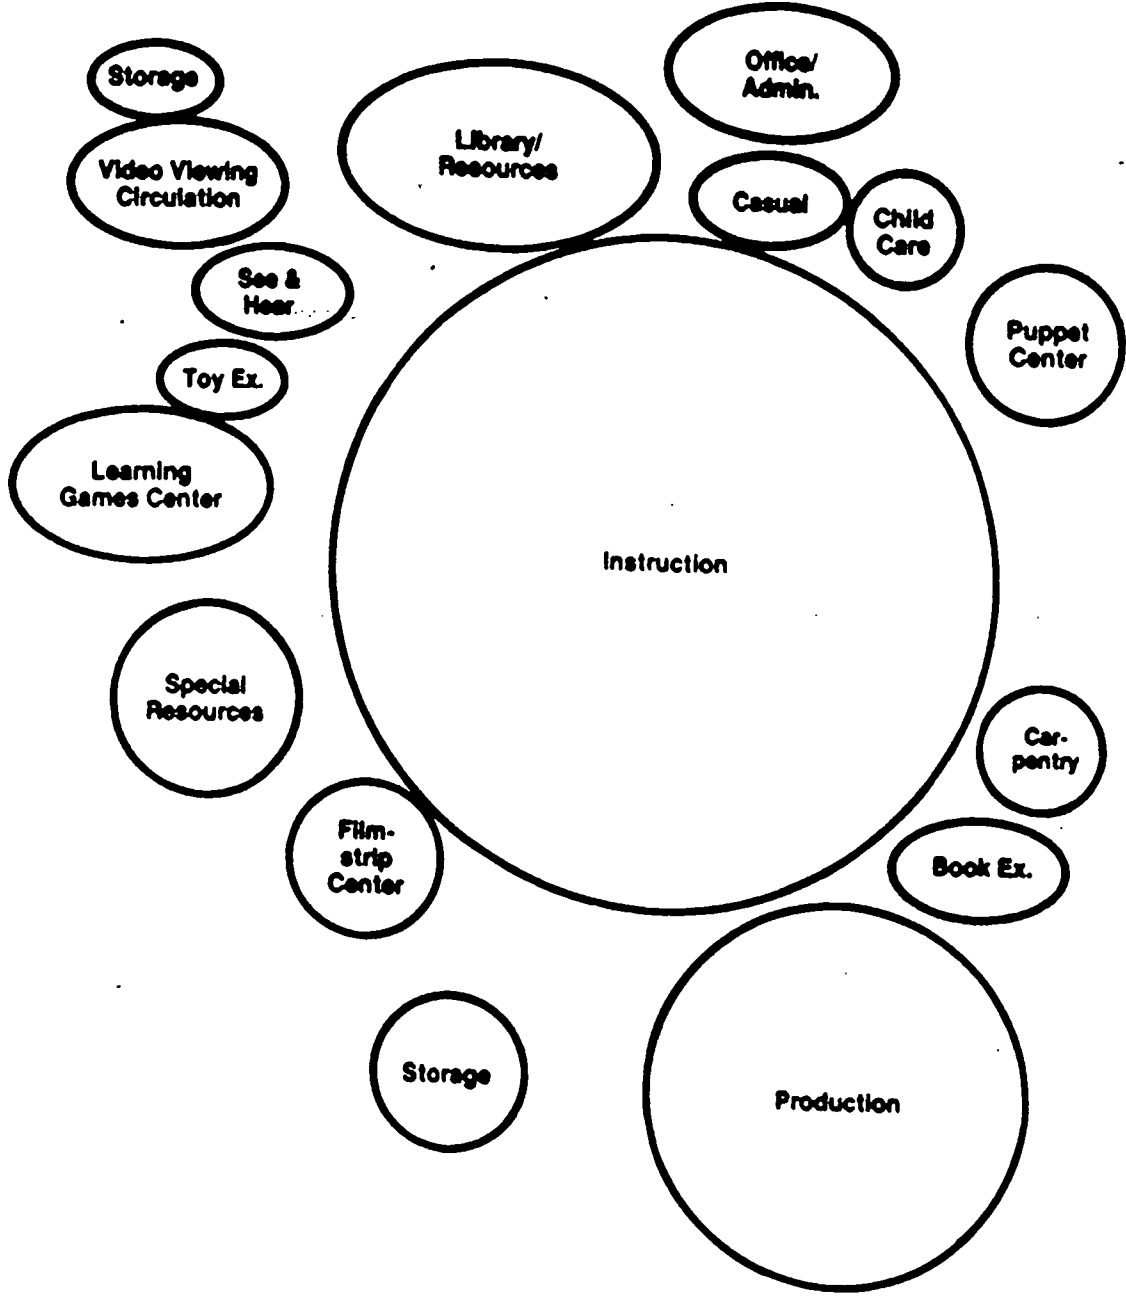 Storage
Office/
Admin.
Library/
Resources
Video Viewing
Circulation
Casual
Child
Care
See &
Hear
Puppet
Center
Toy Ex.
Learning
Games Center
Instruction
Special
Resources
Car-
pentry
Film-
strip
Center
Book Ex.
Storage
Production